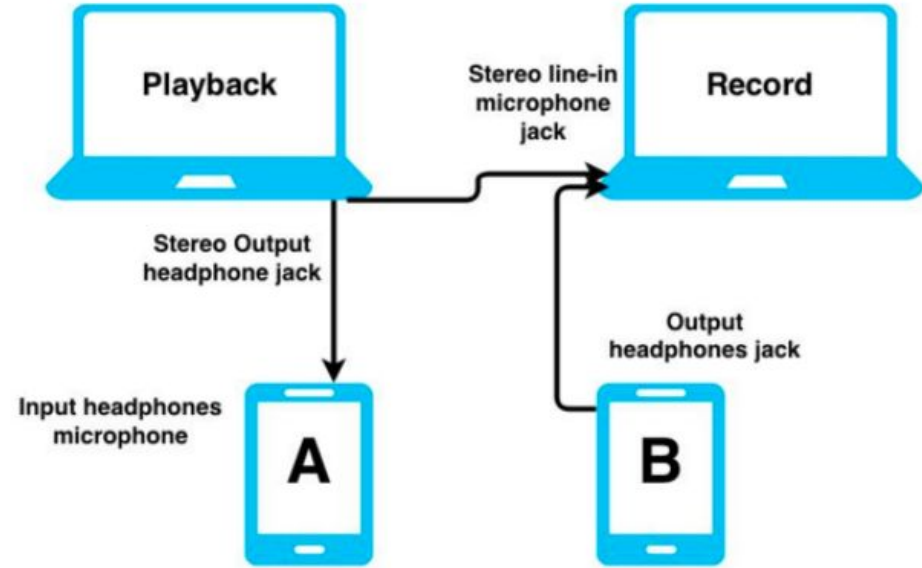 Playback
Stereo line-in
microphone
jack
Record
Stereo Output
headphone jack
Output
headphones jack
Input headphones
microphone
A
B